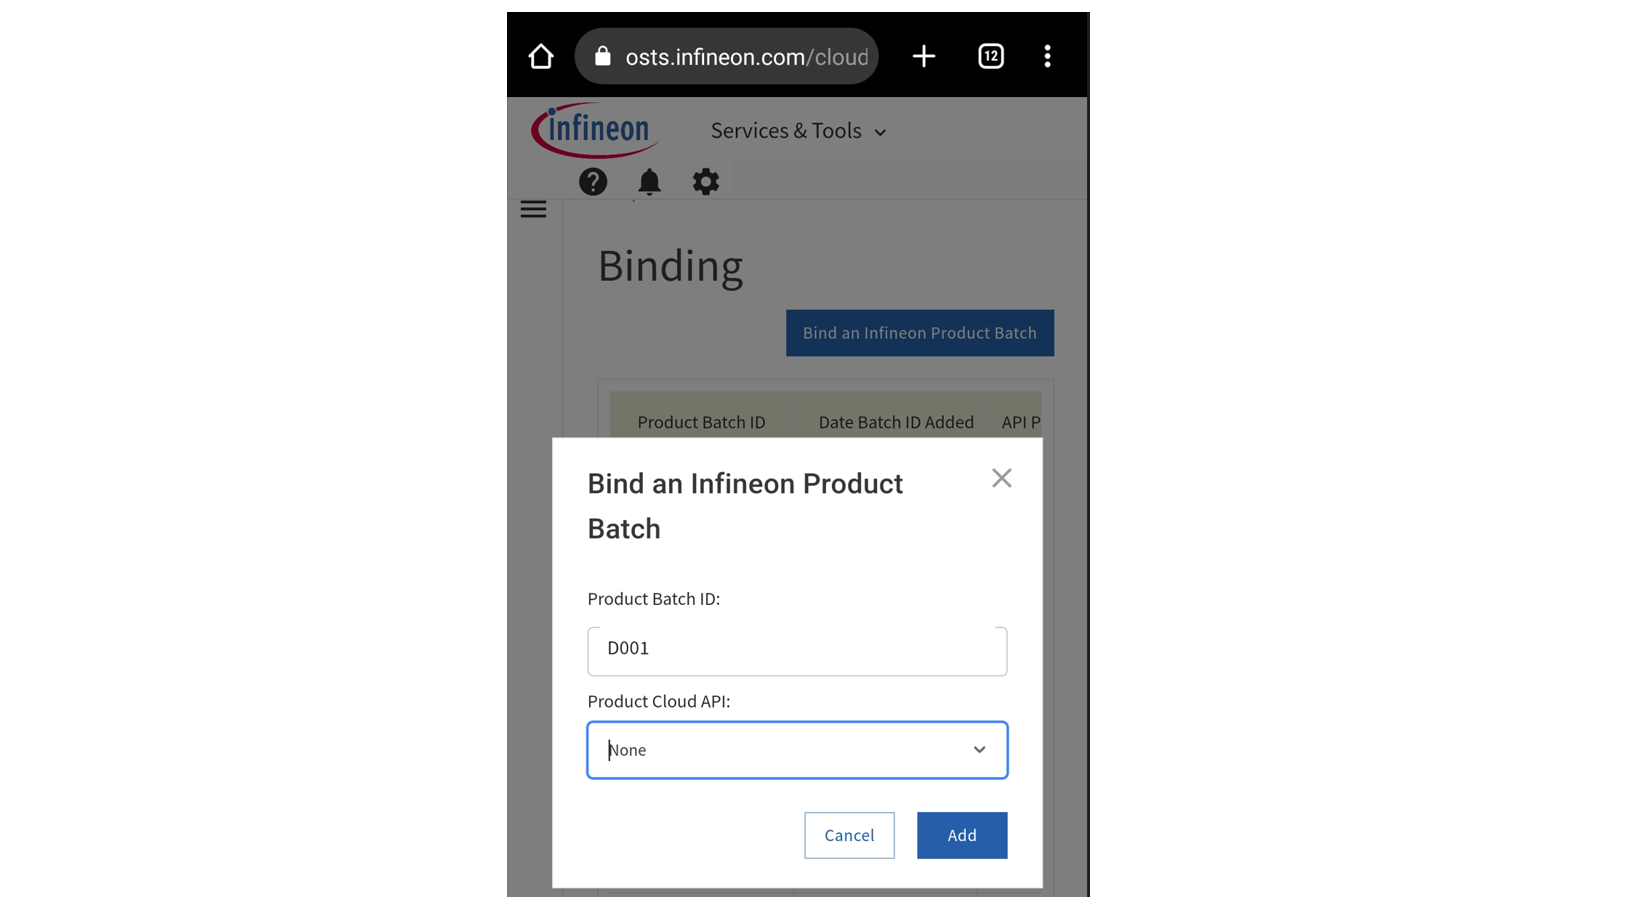 osts.infineon.com/cloud
12
infineon
Services & Tools
Binding
Bind an Infineon Product Batch
Product Batch ID
Date Batch ID Added
API P
Bind an Infineon Product
Batch
Product Batch ID:
D001
Product Cloud API:
None
Cancel
Add